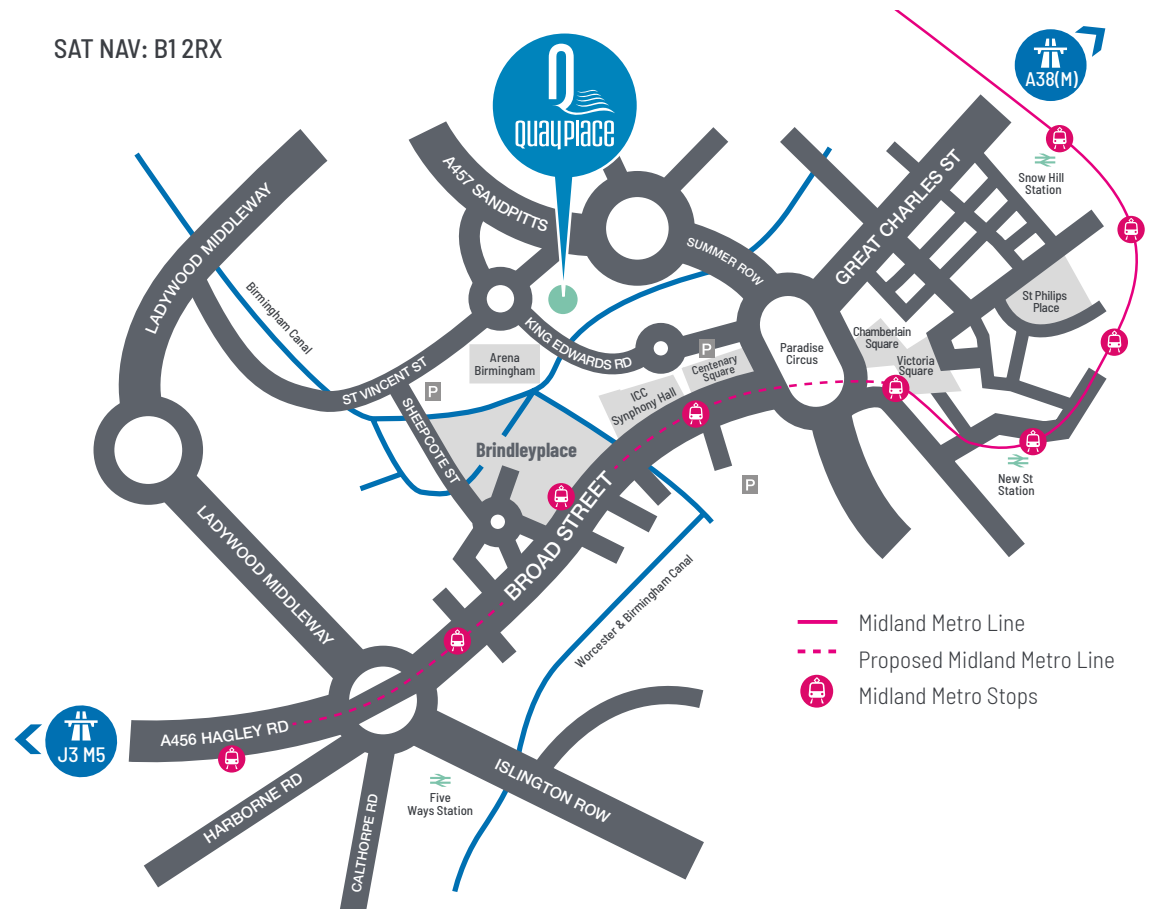 SAT NAV: B1 2RX
QUAYPLACE
A38(M)
Snow Hill
Station
A457 SANDPITTS
LADYWOOD MIDDLEWAY
GREAT CHARLES ST
SUMMER ROW
Birmingham Canal
St Philips
Place
KING EDWARDS RD
Chamberlain
Square
Paradise
Circus
Victoria
Square
Arena
Birmingham
P
Centenary
Square
ST VINCENT ST
P
ICC
Synphony Hall
SHEEPCOTE ST
Brindleyplace
New St
Station
P
BROAD STREET
LADYWOOD MIDDLEWAY
Worcester & Birmingham Canal
Midland Metro Line
Proposed Midland Metro Line
Midland Metro Stops
A456 HAGLEY RD
J3 M5
ISLINGTON ROW
Five
Ways Station
HARBORNE RD
CALTHORPE RD